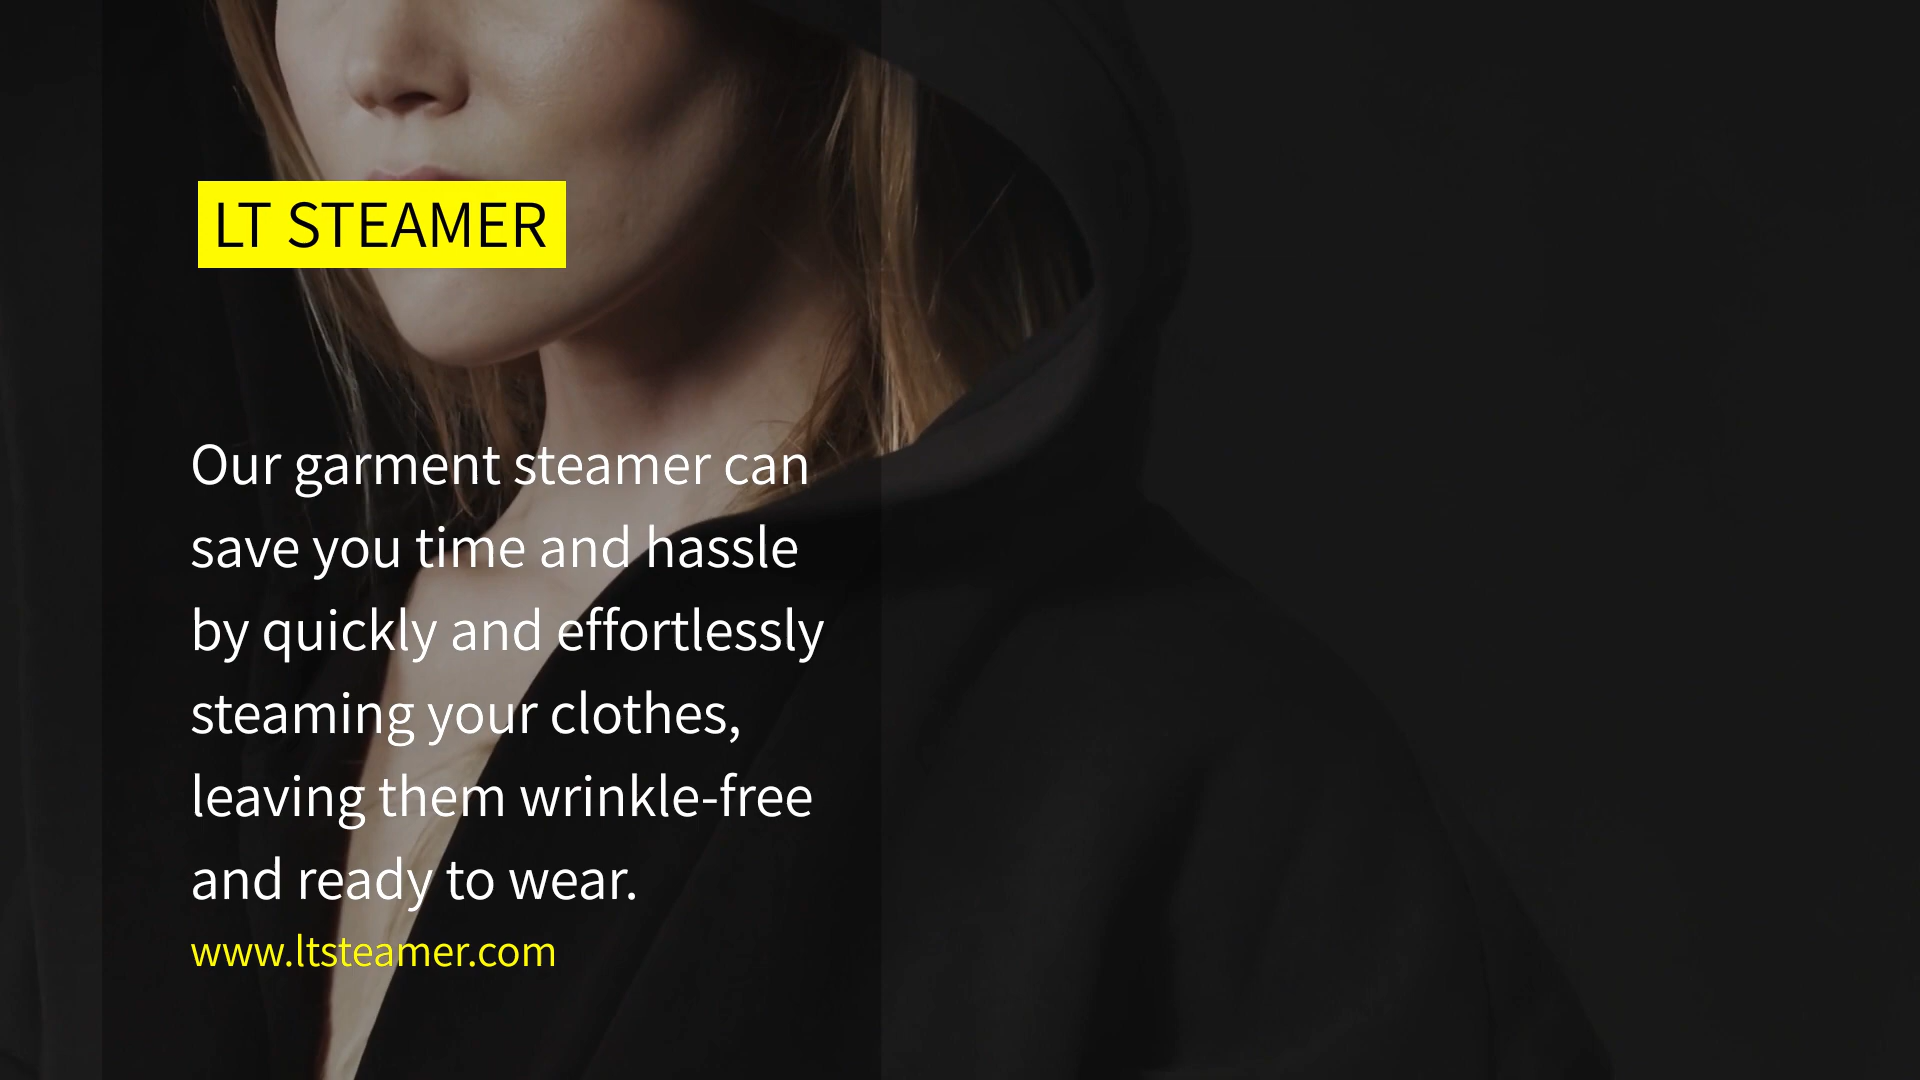 LT STEAMER
Our garment steamer can
save you time and hassle
by quickly and effortlessly
steaming your clothes,
leaving them wrinkle-free
and ready to wear.
www.ltsteamer.com